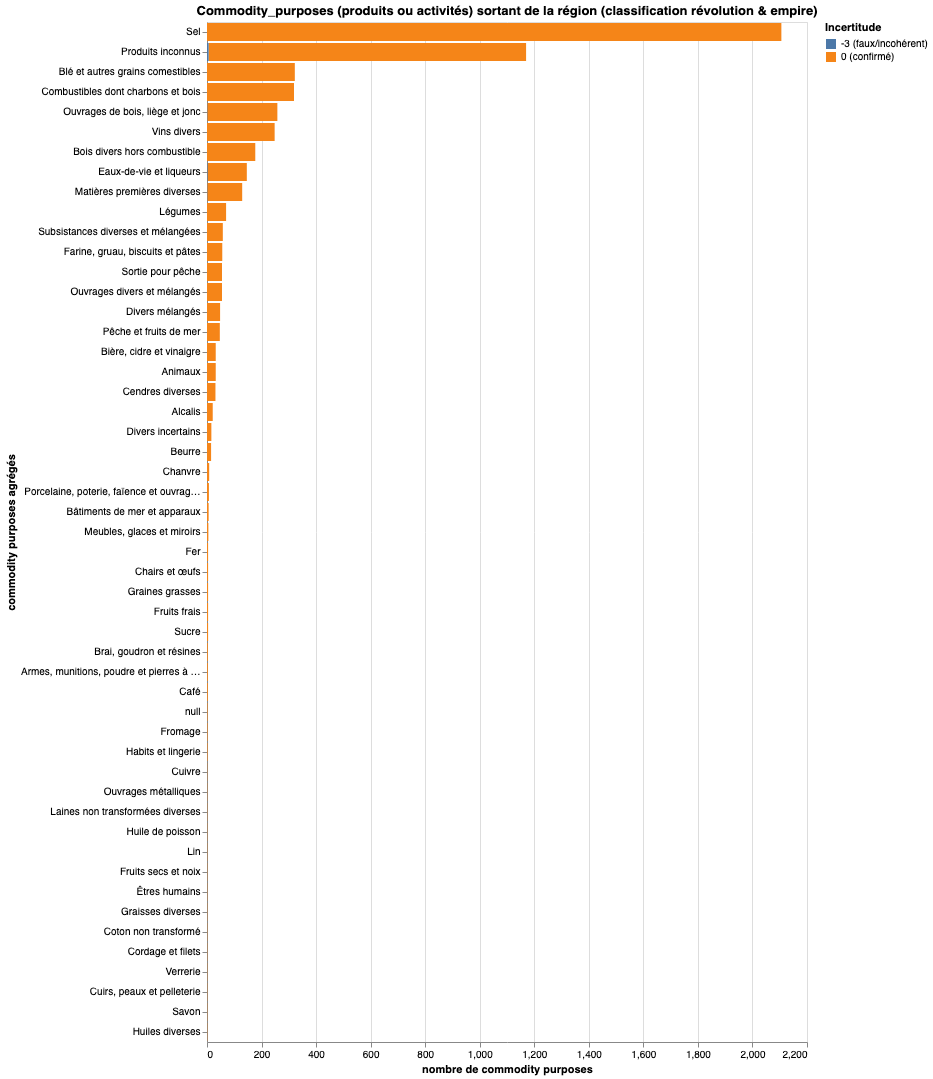 Commodity_purposes (produits ou activités) sortant de la région (classification révolution & empire)
Incertitude
-3 (faux/incohérent)
0 (confirmé)
commodity purposes agrégés
Sel
Produits inconnus
Blé et autres grains comestibles
Combustibles dont charbons et bois
Ouvrages de bois, liège et jonc
Vins divers
Bois divers hors combustible
Eaux-de-vie et liqueurs
Matières premières diverses
Légumes
Subsistances diverses et mélangées
Farine, gruau, biscuits et pâtes
Sortie pour pêche
Ouvrages divers et mélangés
Divers mélangés
Pêche et fruits de mer
Bière, cidre et vinaigre
Animaux
Cendres diverses
Alcalis
Divers incertains
Beurre
Chanvre
Porcelaine, poterie, faïence et ouvrag…
Bâtiments de mer et apparaux
Meubles, glaces et miroirs
Fer
Chairs et œufs
Graines grasses
Fruits frais
Sucre
Brai, goudron et résines
Armes, munitions, poudre et pierres à …
Café
null
Fromage
Habits et lingerie
Cuivre
Ouvrages métalliques
Laines non transformées diverses
Huile de poisson
Lin
Fruits secs et noix
Êtres humains
Graisses diverses
Coton non transformé
Cordage et filets
Verrerie
Cuirs, peaux et pelleterie
Savon
Huiles diverses
0 200 400 600 800 1,000 1,200 1,400 1,600 1,800 2,000 2,200
nombre de commodity purposes